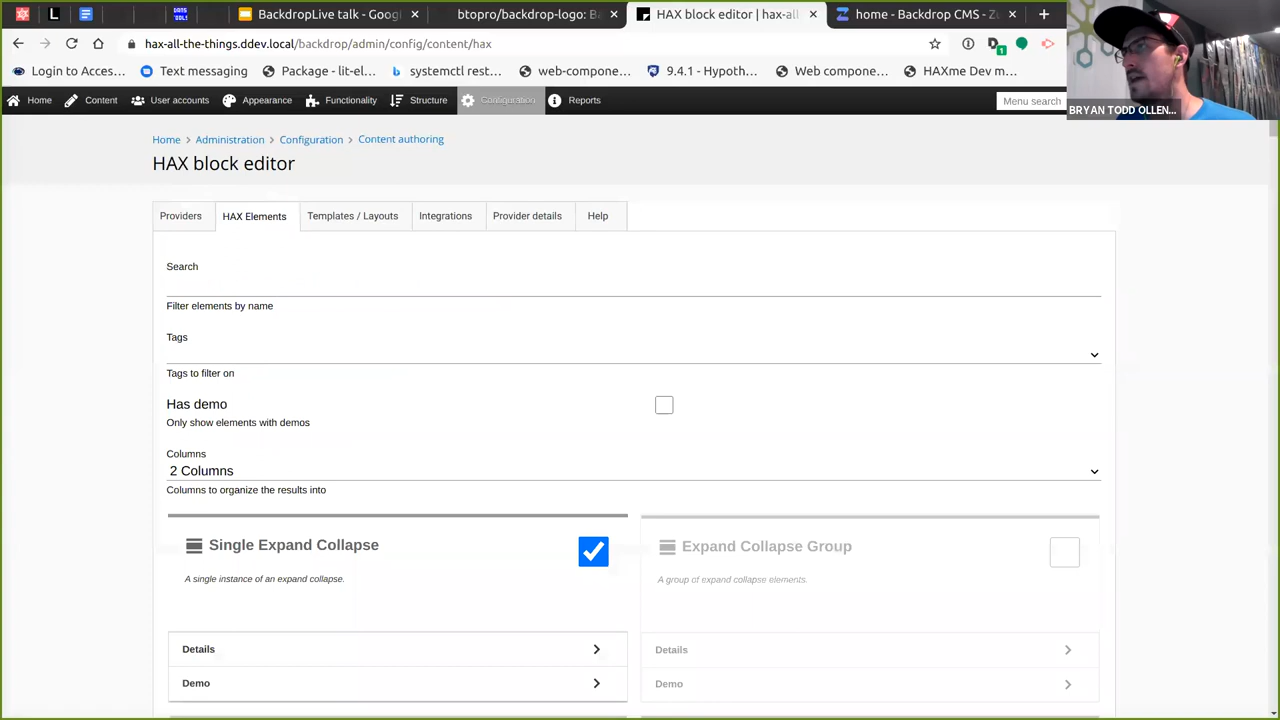 BackdropLive talk - Googl
btopro/backdrop-logo: Ba
HAX block editor | hax-all
home - Backdrop CMS - Zu
hax-all-the-things.ddev.local/backdrop/admin/config/content/hax
Login to Acces... Text messaging Package - lit-el... systemctl rest... web-compone... 9.4.1 - Hypoth... Web compone... HAXme Dev m...
Home Content User accounts Appearance Functionality Structure Configuration Reports Menu search
BRYAN TODD OLLEN...
Home > Administration > Configuration > Content authoring
HAX block editor
Providers HAX Elements Templates / Layouts Integrations Provider details Help
Search
Filter elements by name
Tags
Tags to filter on
Has demo
Only show elements with demos
Columns
2 Columns
Columns to organize the results into
Single Expand Collapse
A single instance of an expand collapse.
Details
Demo
Expand Collapse Group
A group of expand collapse elements.
Details
Demo